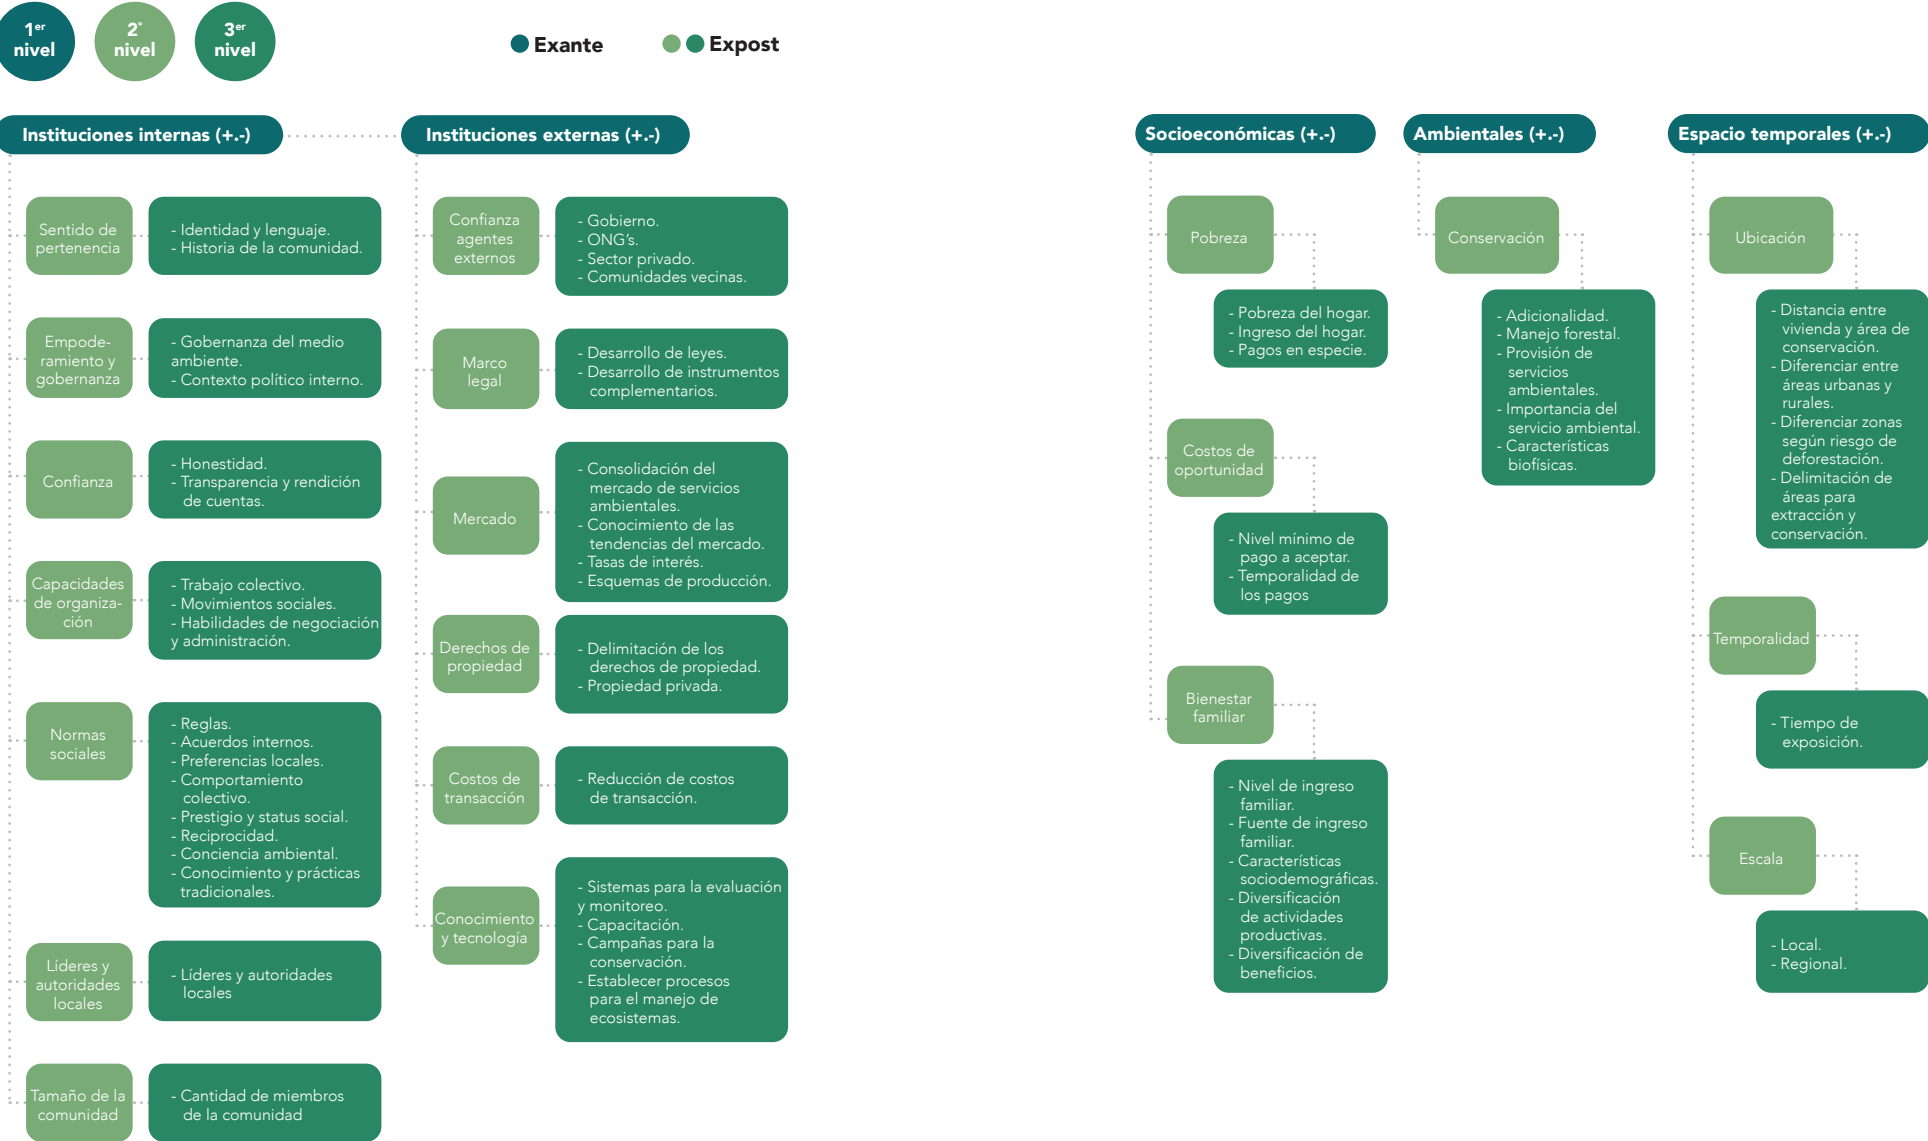 1er
nivel
2°
nivel
3er
nivel
Exante
Expost
Instituciones internas (+.-)
Sentido de
pertenencia
- Identidad y lenguaje.
- Historia de la comunidad.
Empode-
ramiento y
gobernanza
- Gobernanza del medio
ambiente.
- Contexto político interno.
Confianza
- Honestidad.
- Transparencia y rendición
de cuentas.
Capacidades
de organiza-
ción
- Trabajo colectivo.
- Movimientos sociales.
- Habilidades de negociación
y administración.
Normas
sociales
- Reglas.
- Acuerdos internos.
- Preferencias locales.
- Comportamiento
colectivo.
- Prestigio y status social.
- Reciprocidad.
- Conciencia ambiental.
- Conocimiento y prácticas
tradicionales.
Líderes y
autoridades
locales
- Líderes y autoridades
locales
Tamaño de la
comunidad
- Cantidad de miembros
de la comunidad
Instituciones externas (+.-)
Confianza
agentes
externos
- Gobierno.
- ONG's.
- Sector privado.
- Comunidades vecinas.
Marco
legal
- Desarrollo de leyes.
- Desarrollo de instrumentos
complementarios.
Mercado
- Consolidación del
mercado de servicios
ambientales.
- Conocimiento de las
tendencias del mercado.
- Tasas de interés.
- Esquemas de producción.
Derechos de
propiedad
- Delimitación de los
derechos de propiedad.
- Propiedad privada.
Costos de
transacción
- Reducción de costos
de transacción.
Conocimiento
y tecnología
- Sistemas para la evaluación
y monitoreo.
- Capacitación.
- Campañas para la
conservación.
- Establecer procesos
para el manejo de
ecosistemas.
Socioeconómicas (+.-)
Pobreza
- Pobreza del hogar.
- Ingreso del hogar.
- Pagos en especie.
Costos de
oportunidad
- Nivel mínimo de
pago a aceptar.
- Temporalidad de
los pagos
Bienestar
familiar
- Nivel de ingreso
familiar.
- Fuente de ingreso
familiar.
- Características
sociodemográficas.
- Diversificación
de actividades
productivas.
- Diversificación de
beneficios.
Ambientales (+.-)
Conservación
- Adicionalidad.
- Manejo forestal.
- Provisión de
servicios
ambientales.
- Importancia del
servicio ambiental.
- Características
biofísicas.
Espacio temporales (+.-)
Ubicación
- Distancia entre
vivienda y área de
conservación.
- Diferenciar entre
áreas urbanas y
rurales.
- Diferenciar zonas
según riesgo de
deforestación.
- Delimitación de
áreas para
extracción y
conservación.
Temporalidad
- Tiempo de
exposición.
Escala
- Local.
- Regional.